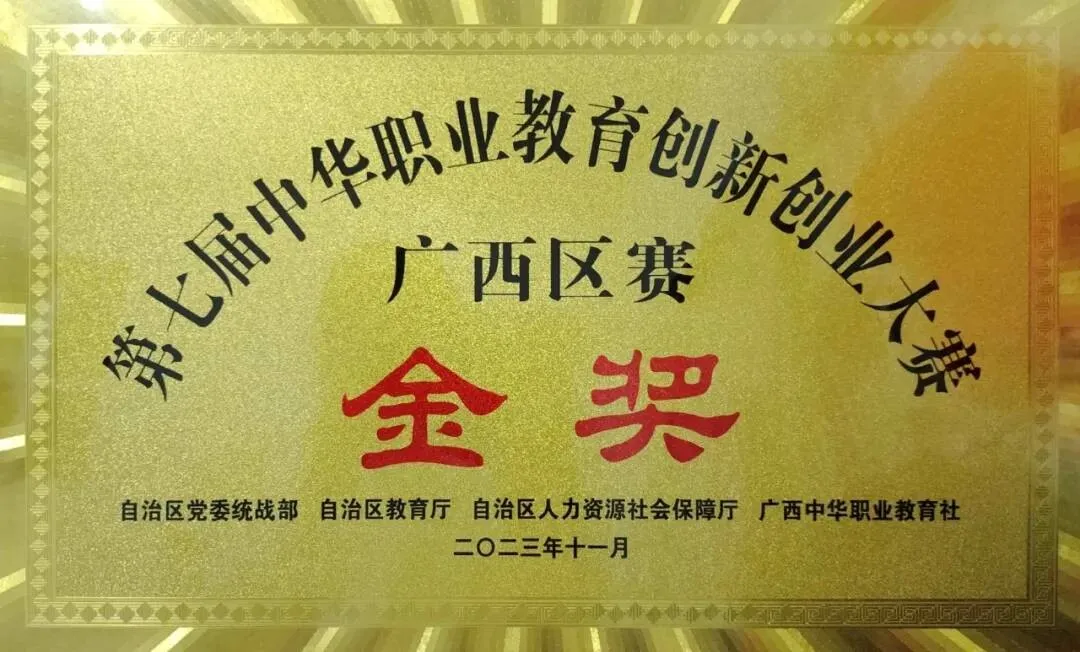 第七届中华职业教育创新创业大赛
广西区赛
金奖
自治区党委统战部 自治区教育厅 自治区人力资源社会保障厅 广西中华职业教育社
二〇二三年十一月